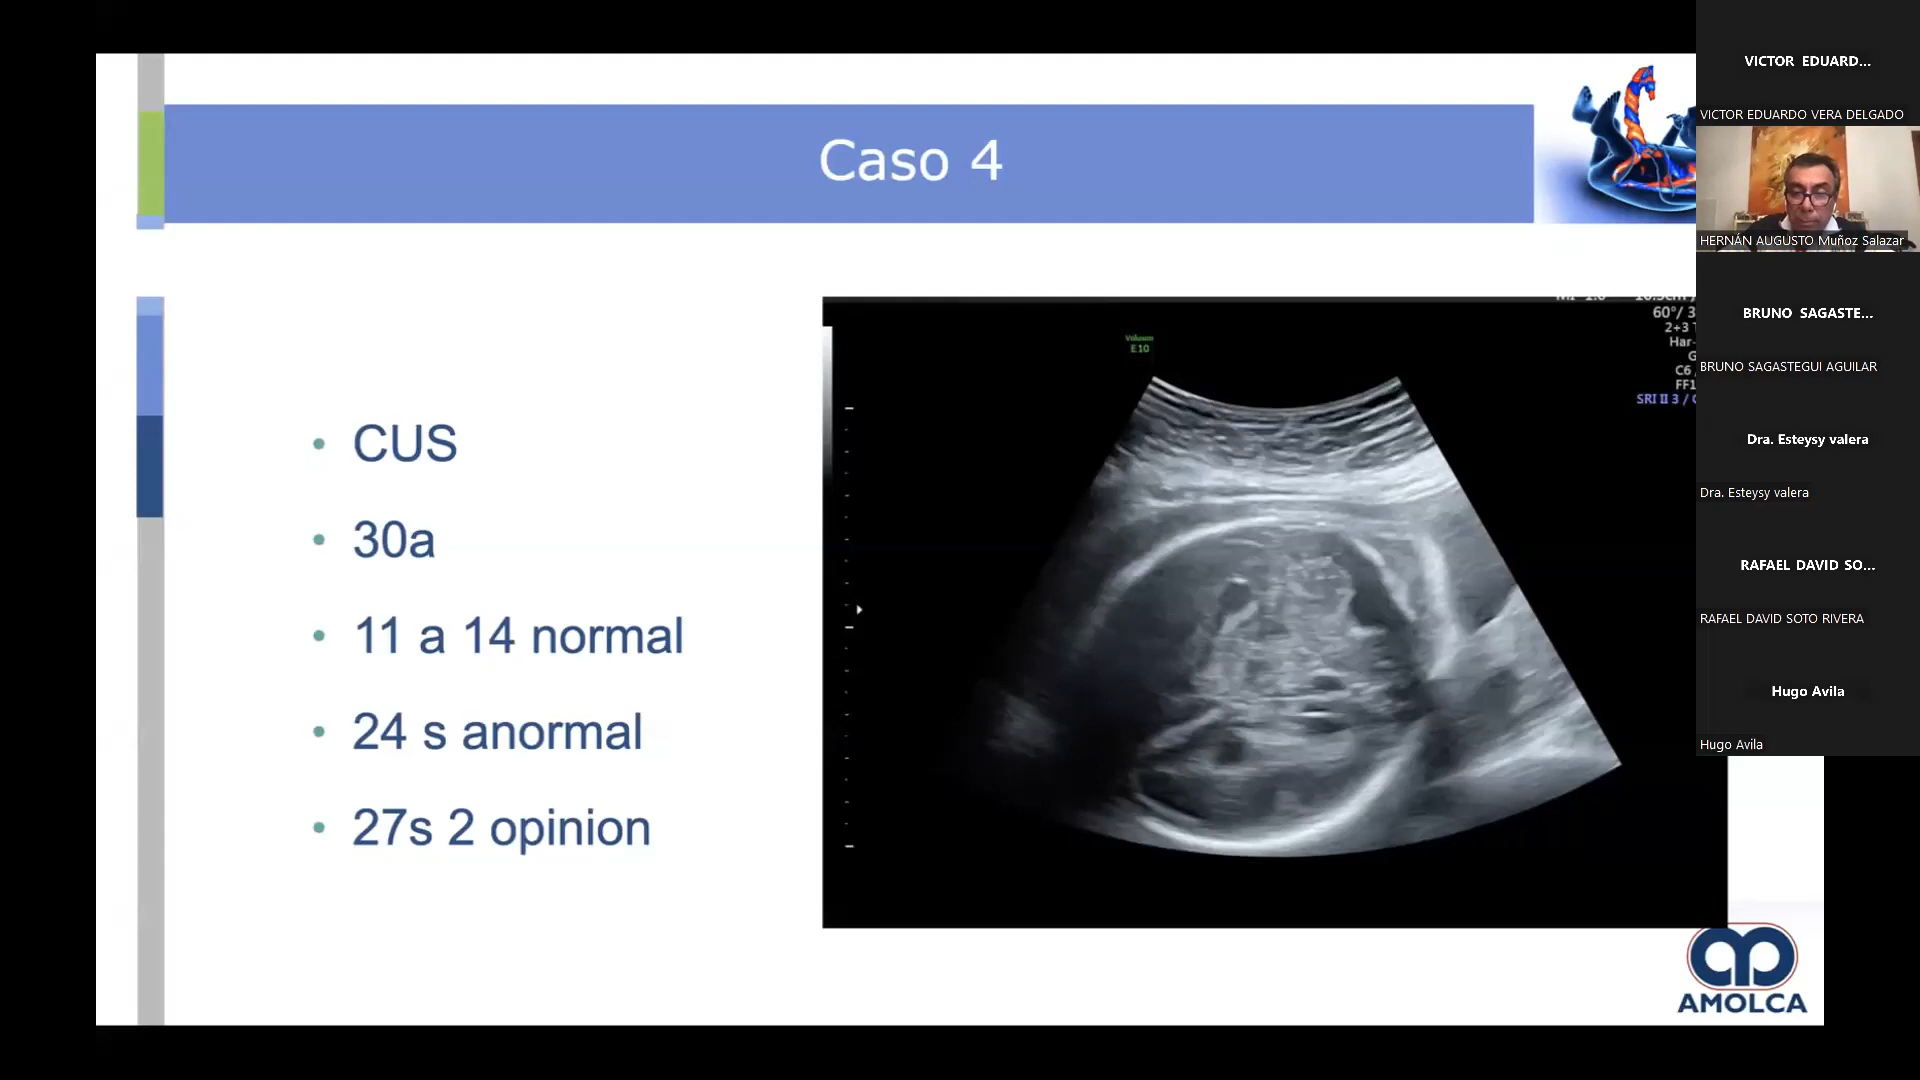 Caso 4
• CUS
• 30a
• 11 a 14 normal
• 24 s anormal
• 27s 2 opinion
Voluson
E10
60°/ 3
2+3
Har-
G
C6
FF1
SRI II 3 /
AMOLCA
VICTOR EDUARD...
VICTOR EDUARDO VERA DELGADO
HERNÁN AUGUSTO Muñoz Salazar
BRUNO SAGASTE...
BRUNO SAGASTEGUI AGUILAR
Dra. Esteysy valera
Dra. Esteysy valera
RAFAEL DAVID SO...
RAFAEL DAVID SOTO RIVERA
Hugo Avila
Hugo Avila